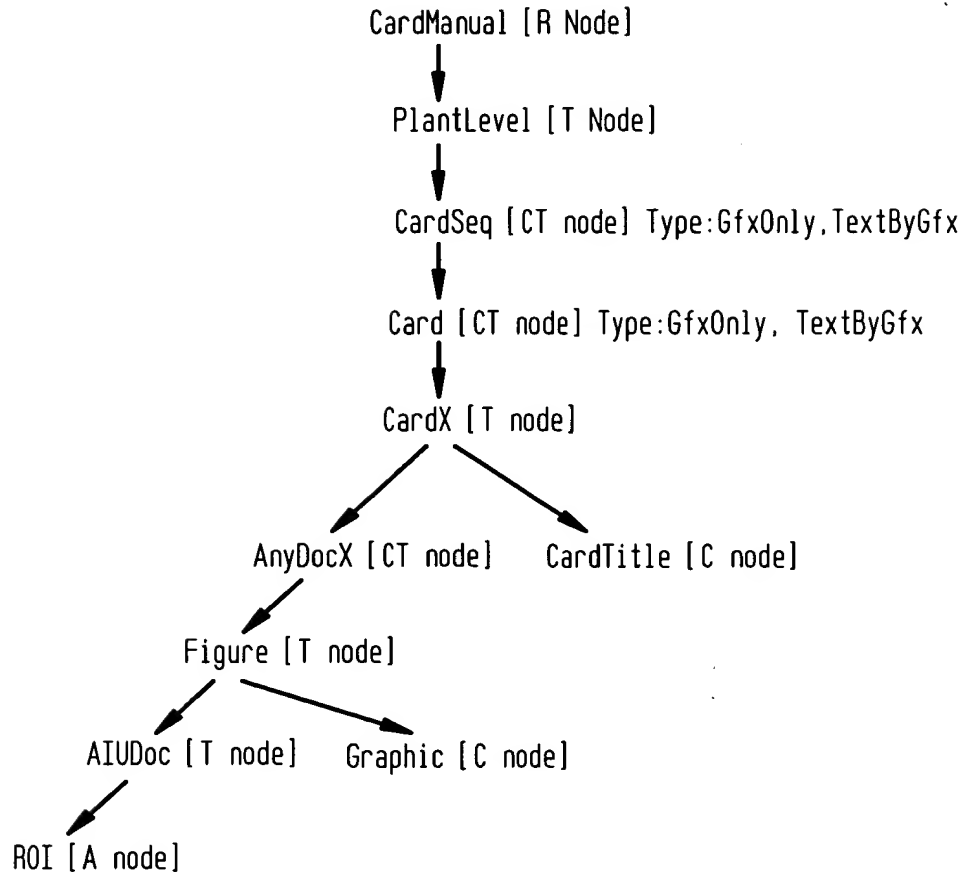 CardManual [R Node]
PlantLevel [T Node]
CardSeq [CT node] Type:GfxOnly,TextByGfx
Card [CT node] Type:GfxOnly, TextByGfx
CardX [T node]
AnyDocX [CT node] CardTitle [C node]
Figure [T node]
AIUDoc [T node] Graphic [C node]
ROI [A node]